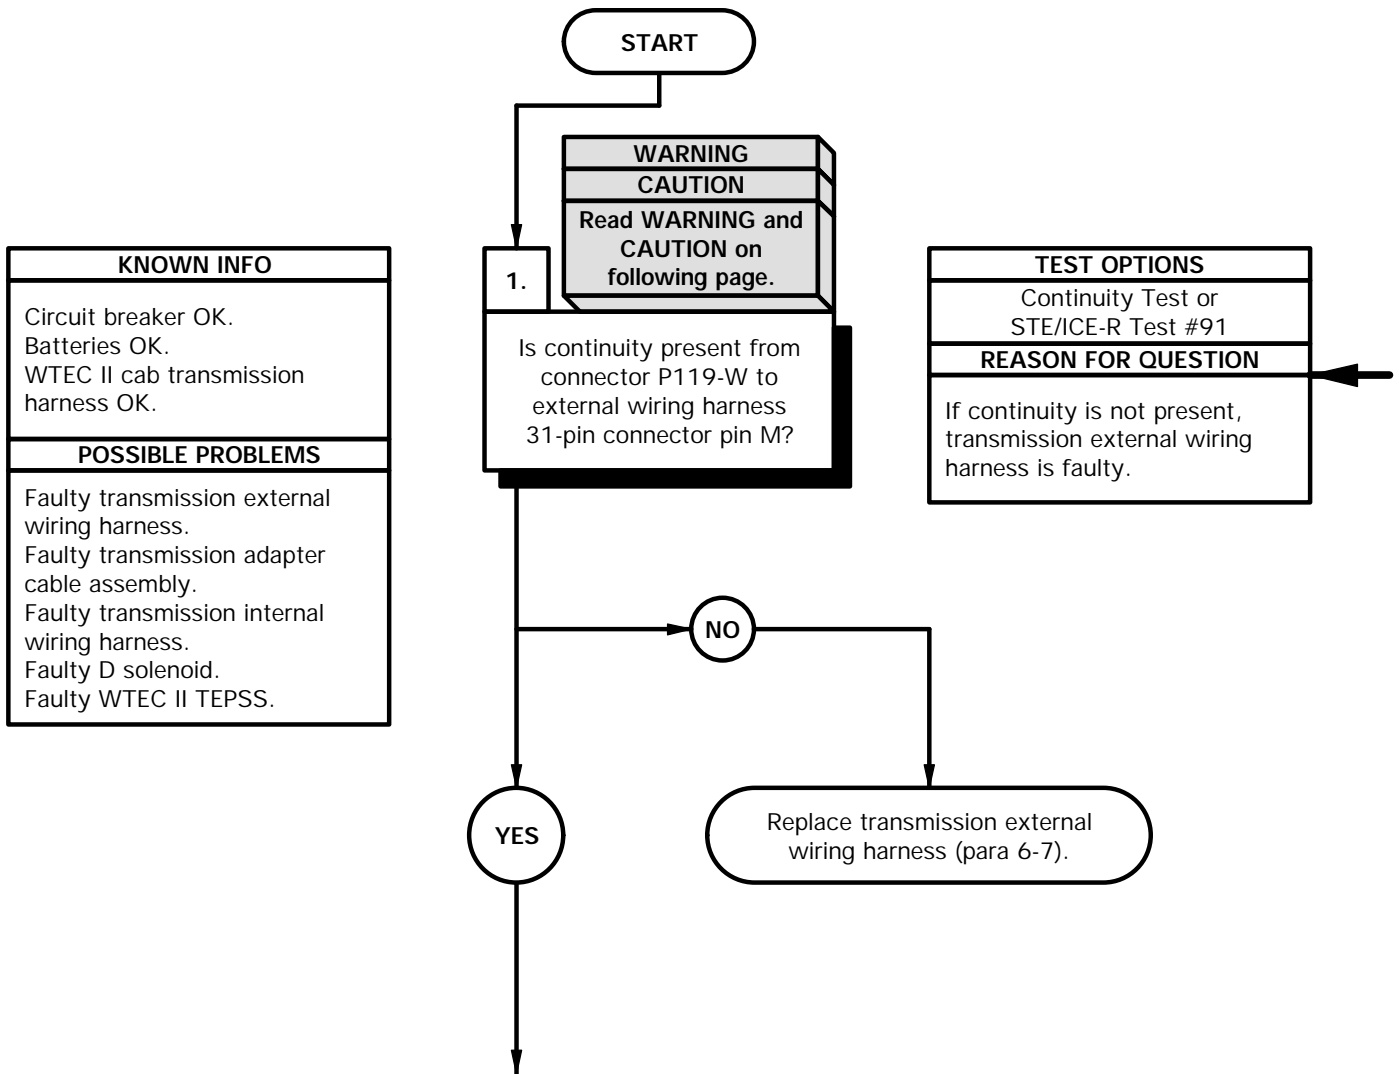 START
WARNING
CAUTION
Read WARNING and
CAUTION on
following page.
KNOWN INFO
Circuit breaker OK.
Batteries OK.
WTEC II cab transmission
harness OK.
POSSIBLE PROBLEMS
Faulty transmission external
wiring harness.
Faulty transmission adapter
cable assembly.
Faulty transmission internal
wiring harness.
Faulty D solenoid.
Faulty WTEC II TEPSS.
1.
Is continuity present from
connector P119-W to
external wiring harness
31-pin connector pin M?
TEST OPTIONS
Continuity Test or
STE/ICE-R Test #91
REASON FOR QUESTION
If continuity is not present,
transmission external wiring
harness is faulty.
NO
YES
Replace transmission external
wiring harness (para 6-7).